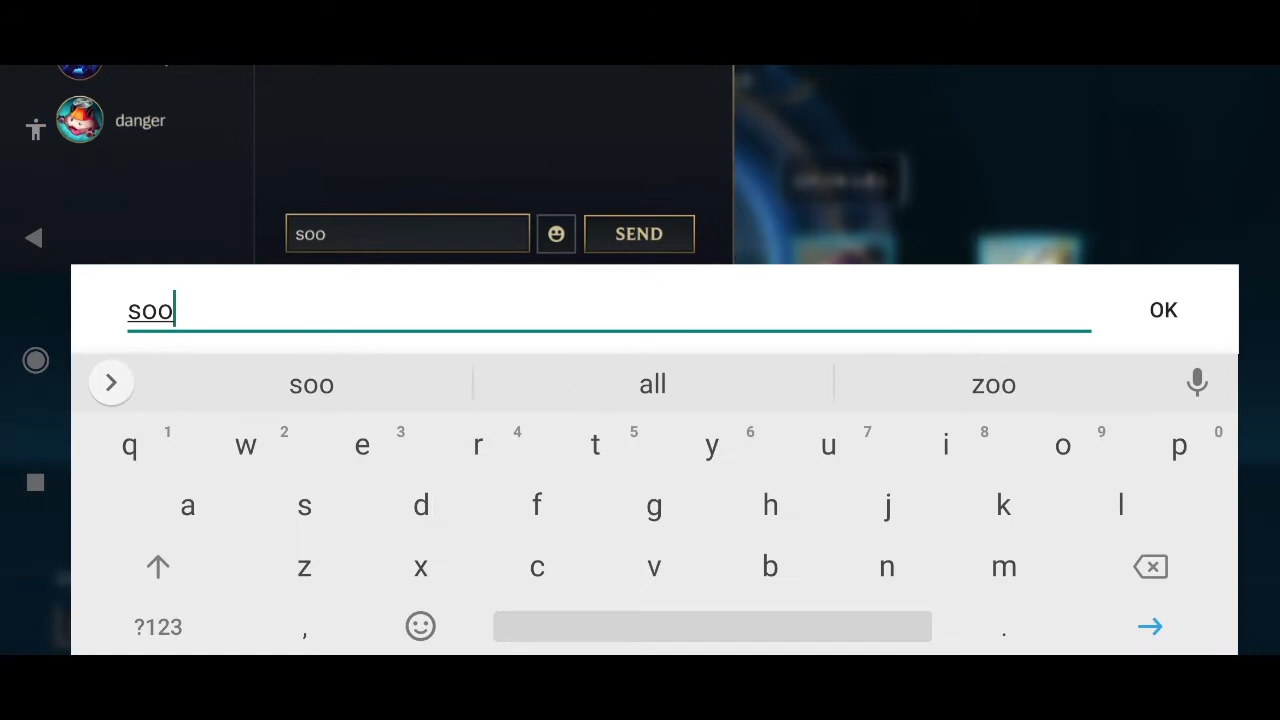 danger
soo
SEND
soo
OK
soo all zoo
q 1 w 2 e 3 r 4 t 5 y 6 u 7 i 8 o 9 p 0
a s d f g h j k l
z x c v b n m
?123 , .